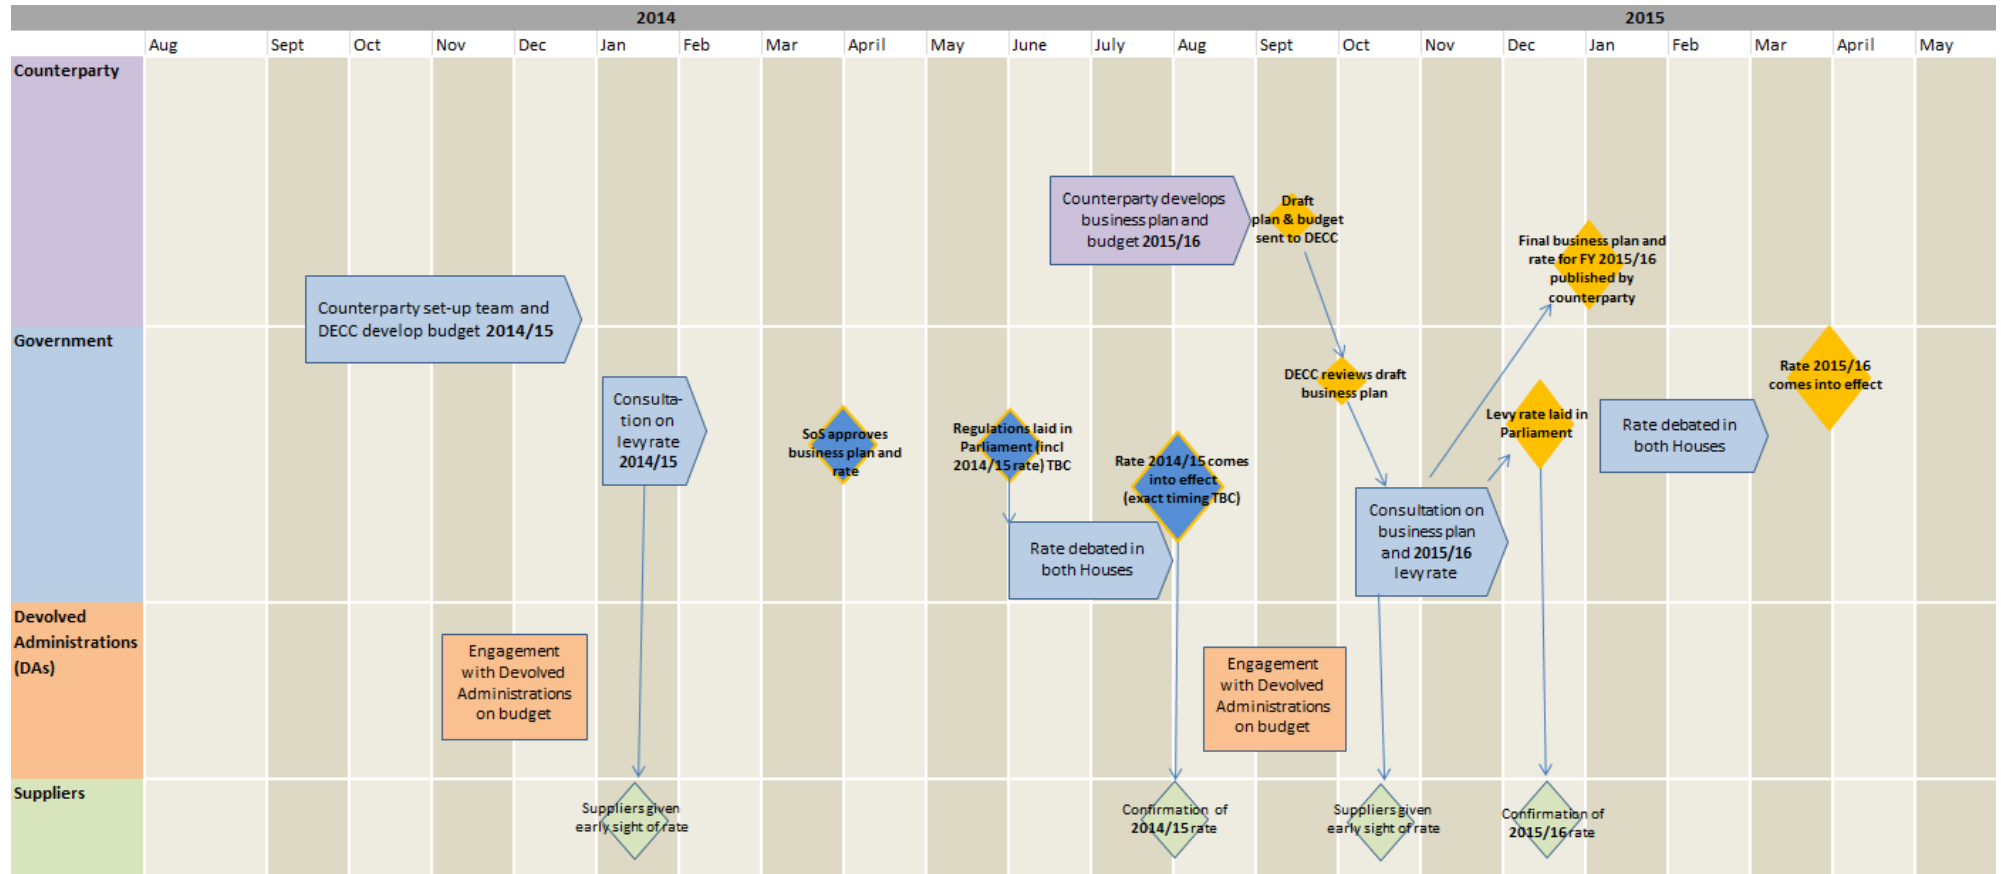 2014
2015
Aug
Sept
Oct
Nov
Dec
Jan
Feb
Mar
April
May
June
July
Aug
Sept
Oct
Nov
Dec
Jan
Feb
Mar
April
May
Counterparty
Counterparty develops
business plan and
budget 2015/16
Draft
plan & budget
sent to DECC
Final business plan and
rate for FY 2015/16
published by
counterparty
Counterparty set-up team and
DECC develop budget 2014/15
Government
Consulta-
tion on
levy rate
2014/15
SoS approves
business plan and
rate
Regulations laid in
Parliament (incl
2014/15 rate) TBC
Rate 2014/15 comes
into effect
(exact timing TBC)
Rate debated in
both Houses
DECC reviews draft
business plan
Consultation on
business plan
and 2015/16
levy rate
Levy rate laid in
Parliament
Rate debated in
both Houses
Rate 2015/16
comes into effect
Devolved
Administrations
(DAs)
Engagement
with Devolved
Administrations
on budget
Engagement
with Devolved
Administrations
on budget
Suppliers
Suppliers given
early sight of rate
Confirmation of
2014/15 rate
Suppliers given
early sight of rate
Confirmation of
2015/16 rate